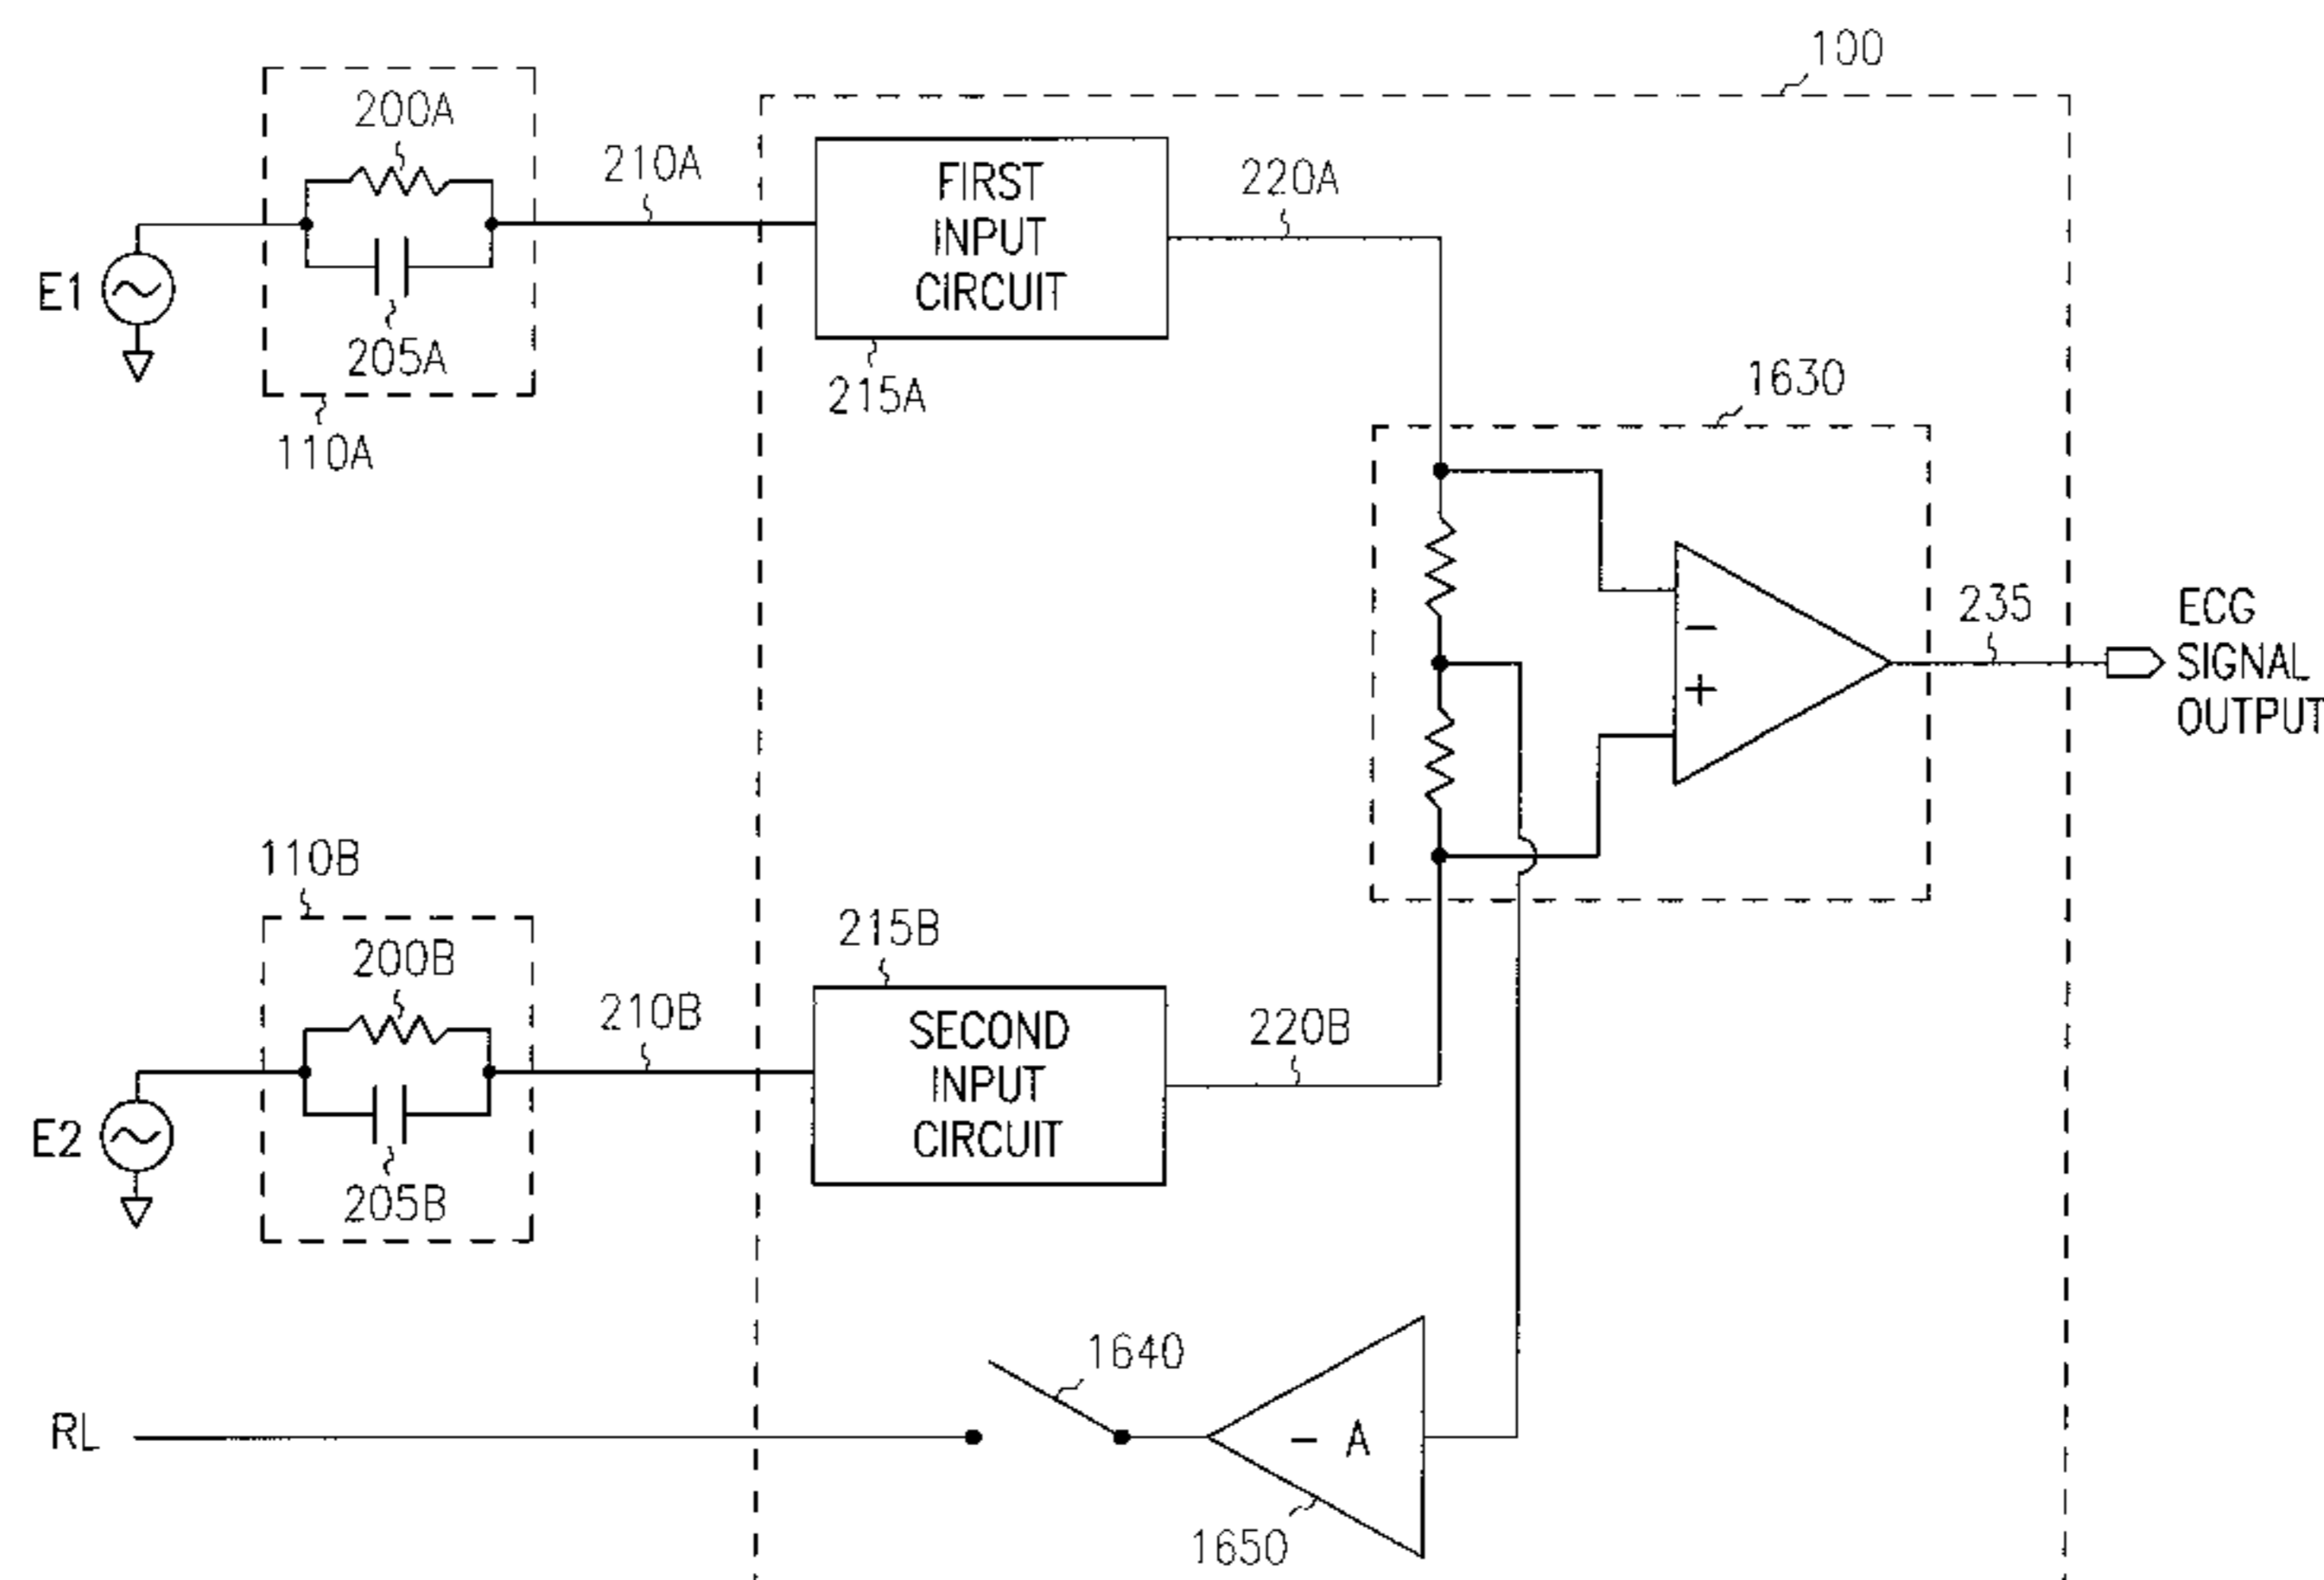 100
200A
210A
FIRST
INPUT
CIRCUIT
220A
E1
205A
215A
110A
1630
−
+
235
ECG
SIGNAL
OUTPUT
110B
200B
210B
215B
SECOND
INPUT
CIRCUIT
220B
E2
205B
1640
RL
− A
1650